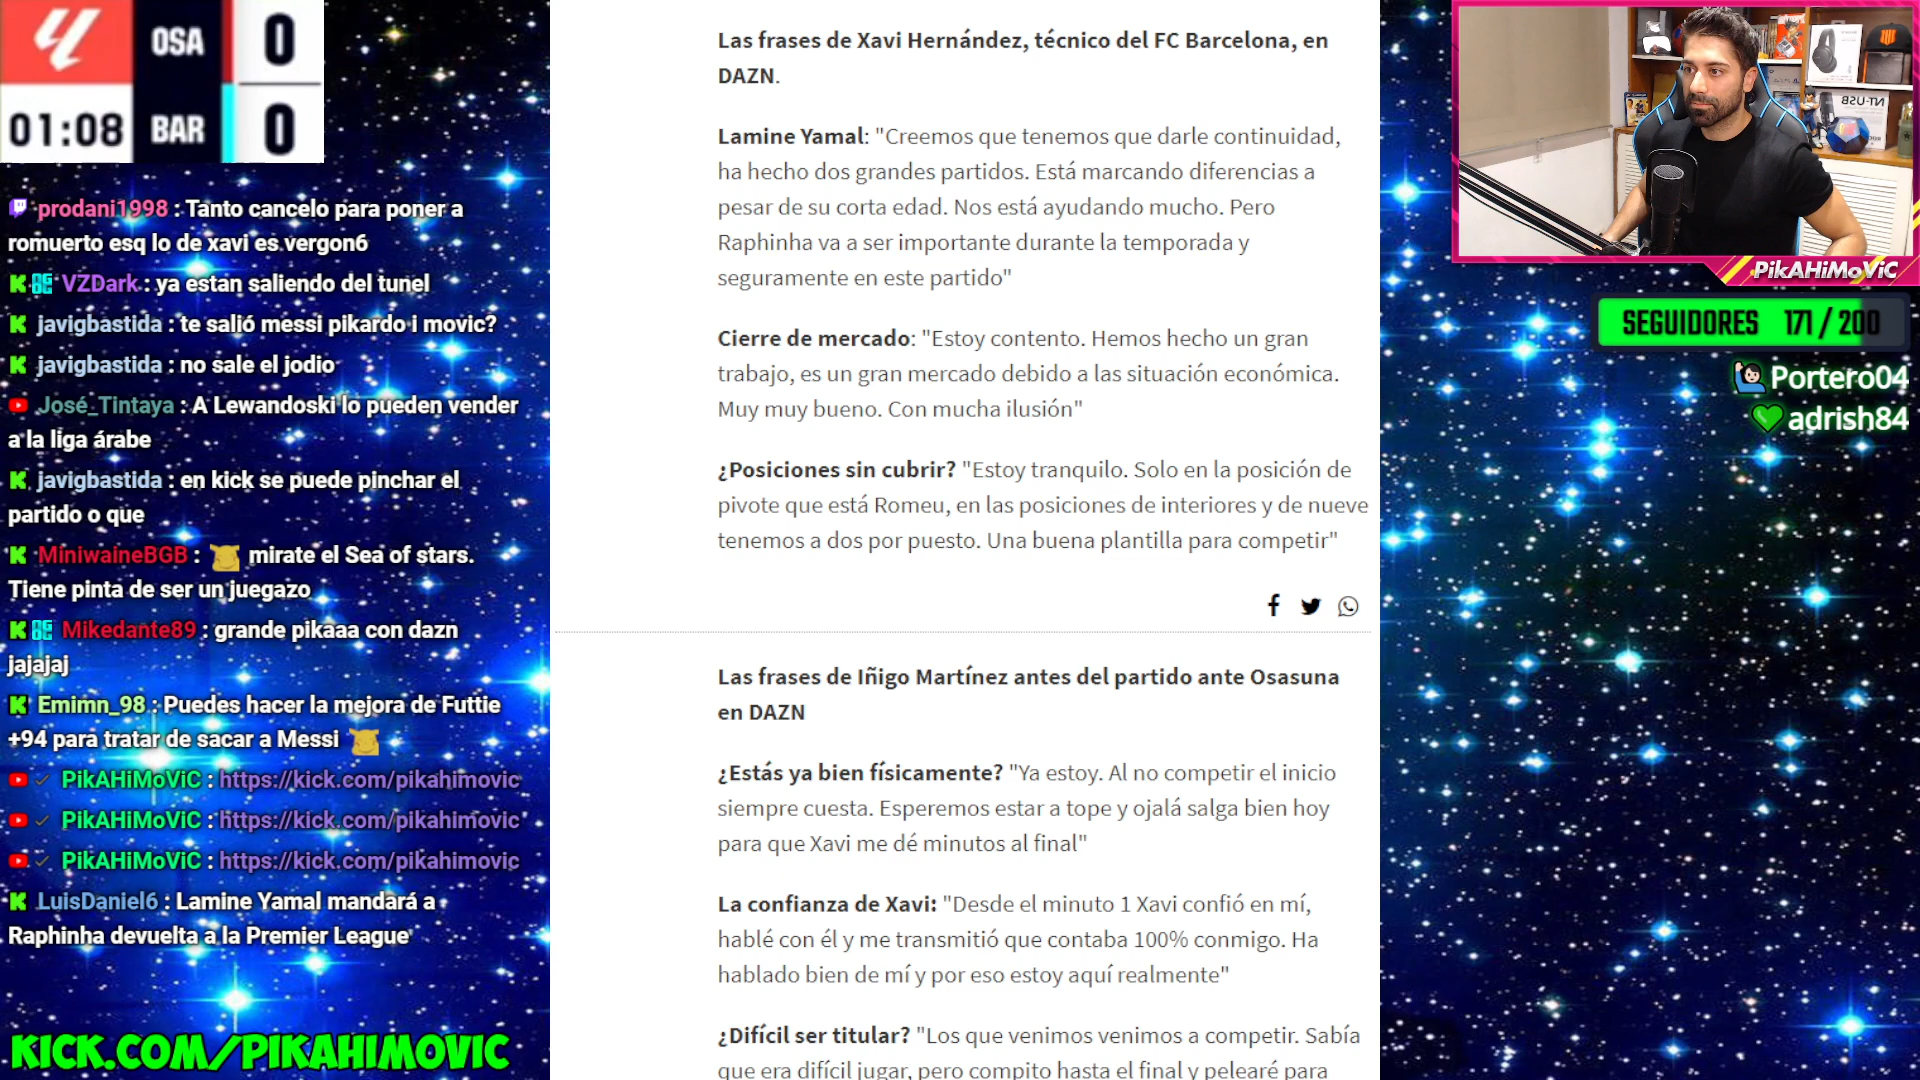 OSA 0
01:08 BAR 0
prodani1998 : Tanto cancelo para poner a
romuerto esq lo de xavi es vergon6
VZDark : ya estan saliendo del tunel
javigbastida : te salió messi pikardo i movic?
javigbastida : no sale el jodio
José_Tintaya : A Lewandoski lo pueden vender
a la liga árabe
javigbastida : en kick se puede pinchar el
partido o que
MiniwaineBGB : mirate el Sea of stars.
Tiene pinta de ser un juegazo
Mikedante89 : grande pikaaa con dazn
jajajaj
Emimn_98 : Puedes hacer la mejora de Futtie
+94 para tratar de sacar a Messi
PikAHiMoViC : https://kick.com/pikahimovic
PikAHiMoViC : https://kick.com/pikahimovic
PikAHiMoViC : https://kick.com/pikahimovic
LuisDaniel6 : Lamine Yamal mandará a
Raphinha devuelta a la Premier League
KICK.COM/PIKAHIMOVIC
Las frases de Xavi Hernández, técnico del FC Barcelona, en
DAZN.
Lamine Yamal: "Creemos que tenemos que darle continuidad,
ha hecho dos grandes partidos. Está marcando diferencias a
pesar de su corta edad. Nos está ayudando mucho. Pero
Raphinha va a ser importante durante la temporada y
seguramente en este partido"
Cierre de mercado: "Estoy contento. Hemos hecho un gran
trabajo, es un gran mercado debido a las situación económica.
Muy muy bueno. Con mucha ilusión"
¿Posiciones sin cubrir? "Estoy tranquilo. Solo en la posición de
pivote que está Romeu, en las posiciones de interiores y de nueve
tenemos a dos por puesto. Una buena plantilla para competir"
Las frases de Iñigo Martínez antes del partido ante Osasuna
en DAZN
¿Estás ya bien físicamente? "Ya estoy. Al no competir el inicio
siempre cuesta. Esperemos estar a tope y ojalá salga bien hoy
para que Xavi me dé minutos al final"
La confianza de Xavi: "Desde el minuto 1 Xavi confió en mí,
hablé con él y me transmitió que contaba 100% conmigo. Ha
hablado bien de mí y por eso estoy aquí realmente"
¿Difícil ser titular? "Los que venimos venimos a competir. Sabía
que era difícil jugar, pero compito hasta el final y pelearé para
NT-USB
PikAHiMoViC
SEGUIDORES 171 / 200
Portero04
adrish84